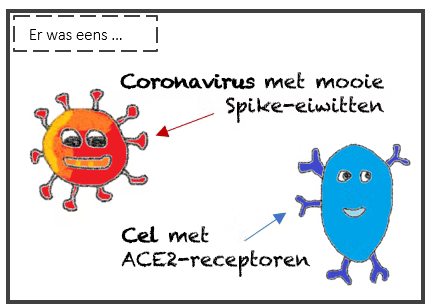 Er was eens ...
Coronavirus met mooie
Spike-eiwitten
Cel met
ACE2-receptoren